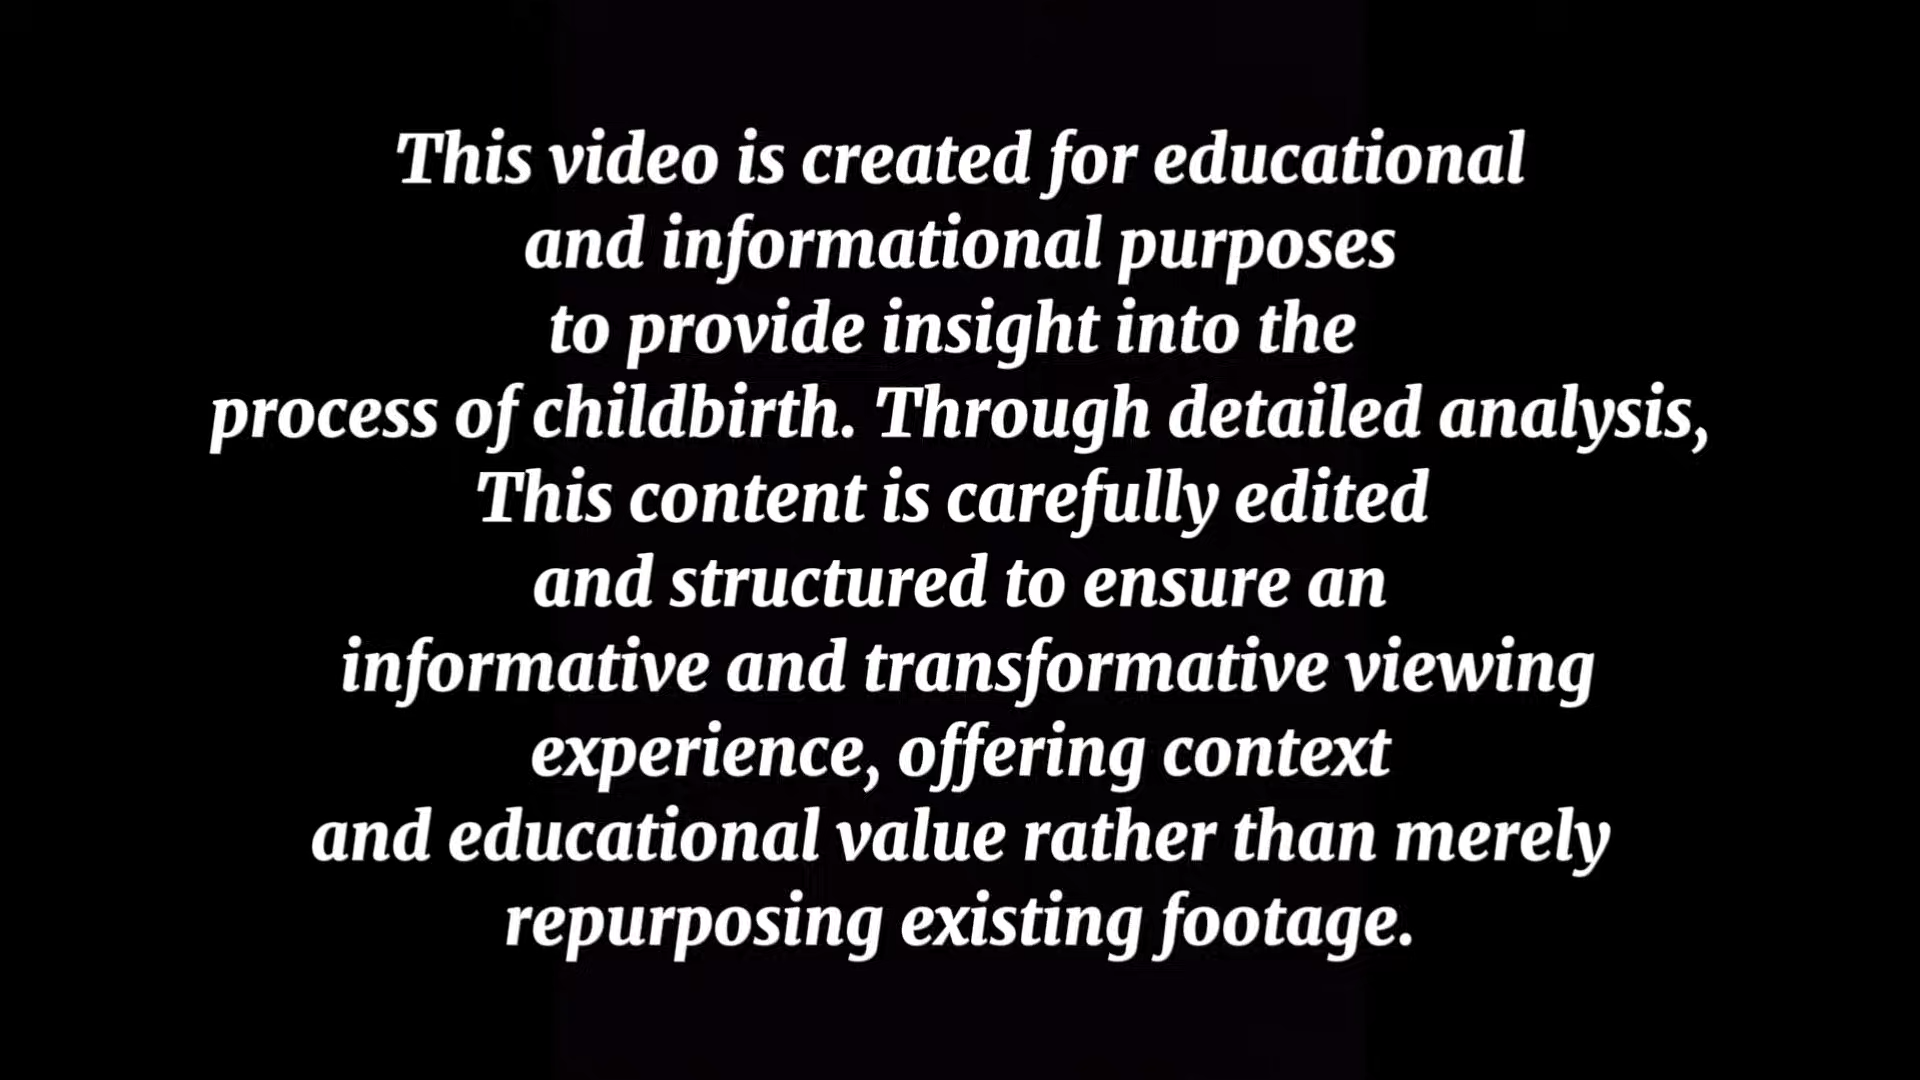 This video is created for educational
and informational purposes
to provide insight into the
process of childbirth. Through detailed analysis,
This content is carefully edited
and structured to ensure an
informative and transformative viewing
experience, offering context
and educational value rather than merely
repurposing existing footage.